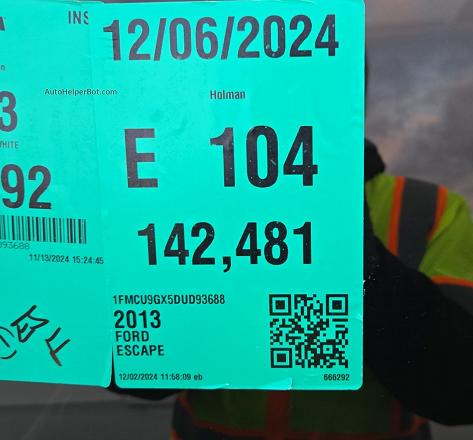 INS
AutoHelperBot.com
3
HITE
92
93688
11/13/2024 15:24:45
12/06/2024
Holman
E 104
142,481
1FMCU9GX5DUD93688
2013
FORD
ESCAPE
12/02/2024 11:58:09 eb
666292